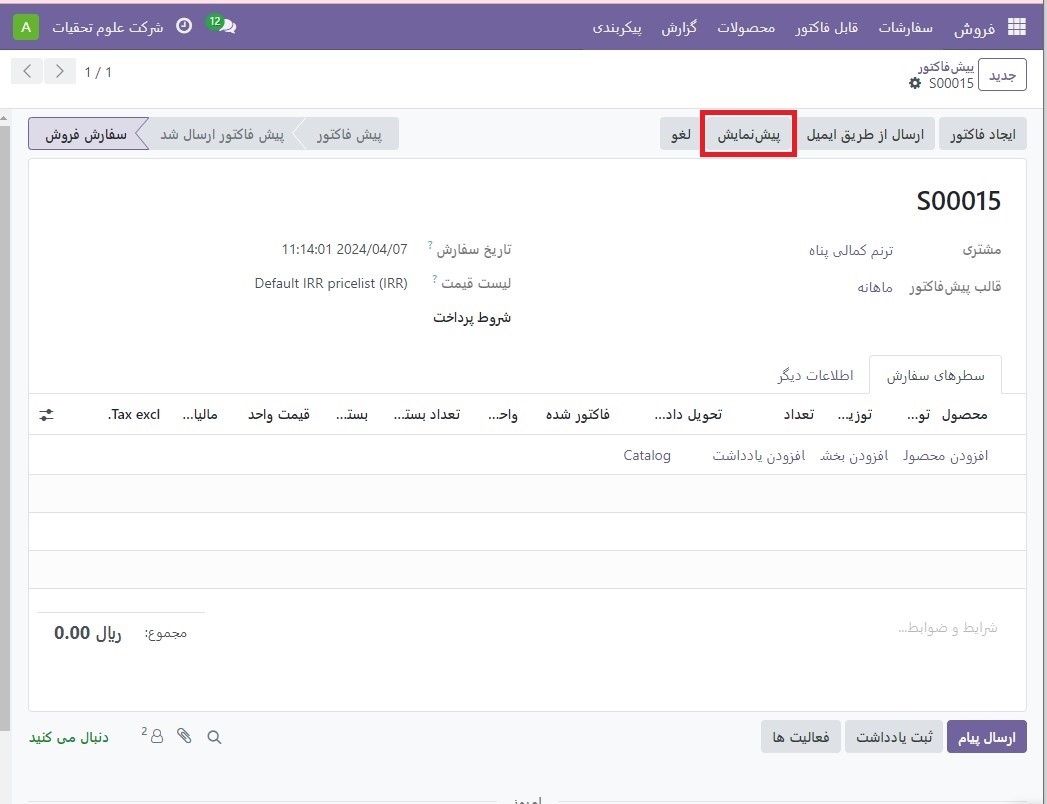 فروش سفارشات قابل فاکتور محصولات گزارش پیکربندی 12 شرکت علوم تحقیات A
جدید پیش‌فاکتور 1 / 1
S00015
ایجاد فاکتور ارسال از طریق ایمیل پیش‌نمایش لغو پیش فاکتور پیش فاکتور ارسال شد سفارش فروش
S00015
مشتری ترنم کمالی پناه تاریخ سفارش ? 2024/04/07 11:14:01
قالب پیش‌فاکتور ماهانه لیست قیمت ? Default IRR pricelist (IRR)
شروط پرداخت
سطرهای سفارش اطلاعات دیگر
محصول تو... توزی... تعداد تحویل داد... فاکتور شده واح... تعداد بست... بست... قیمت واحد مالیا... Tax excl.
افزودن محصول افزودن بخش افزودن یادداشت Catalog
شرایط و ضوابط... مجموع: ریال 0.00
ارسال پیام ثبت یادداشت فعالیت ها 2 دنبال می کنید
امروز